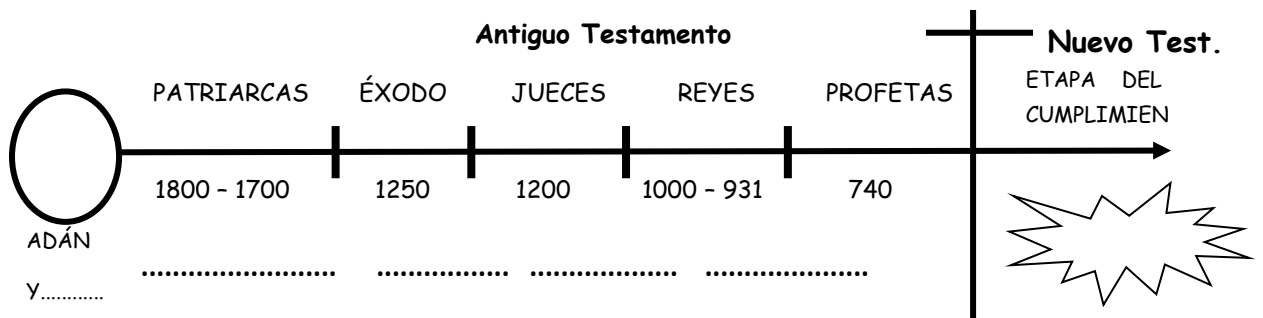 Antiguo Testamento
Nuevo Test.
PATRIARCAS ÉXODO JUECES REYES PROFETAS
ETAPA DEL
CUMPLIMIEN
1800 – 1700 1250 1200 1000 – 931 740
ADÁN
............................ ................... ..................... ........................
Y............